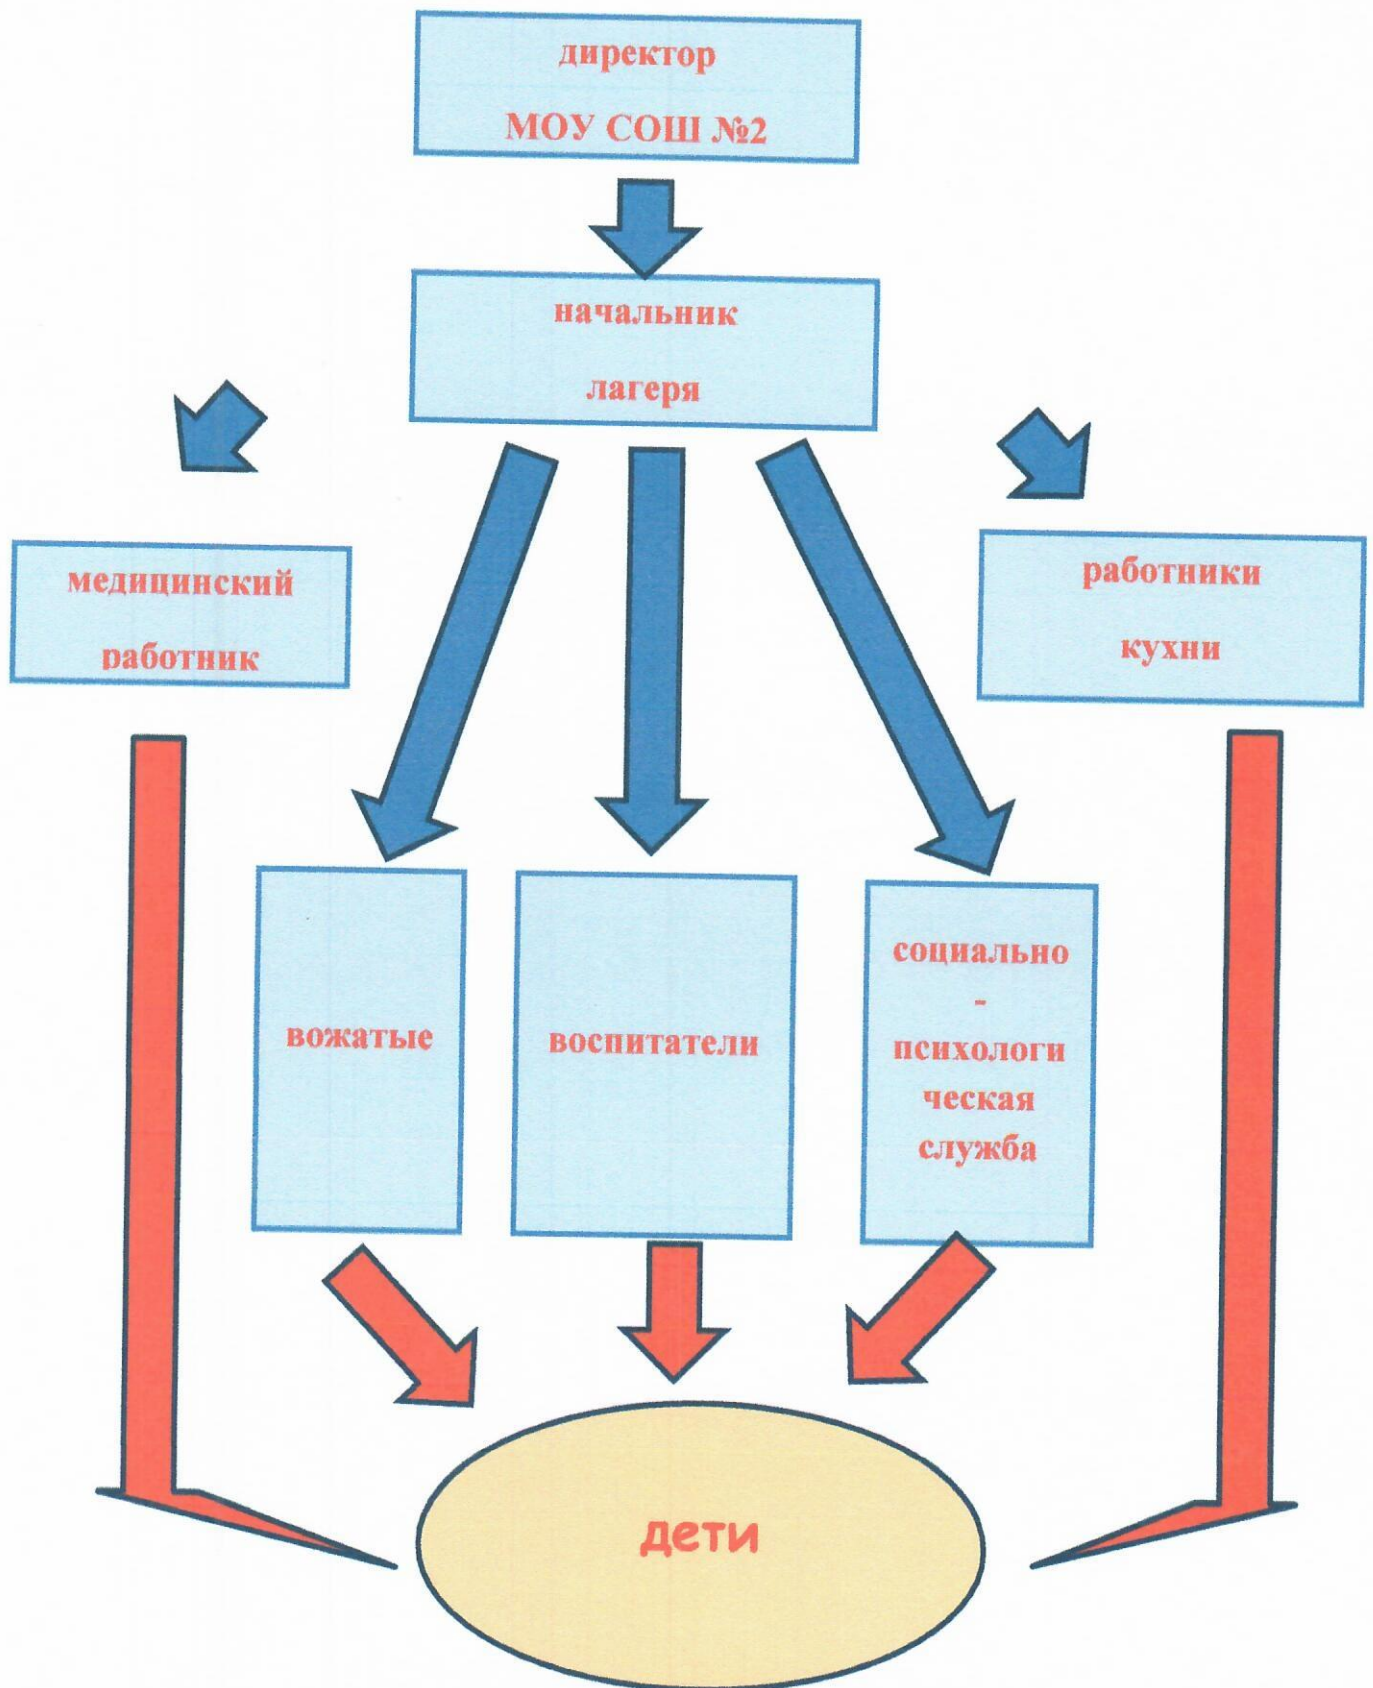 директор
МОУ СОШ №2
начальник
лагеря
медицинский
работник
работники
кухни
вожатые
воспитатели
социально
-
психологи
ческая
служба
дети